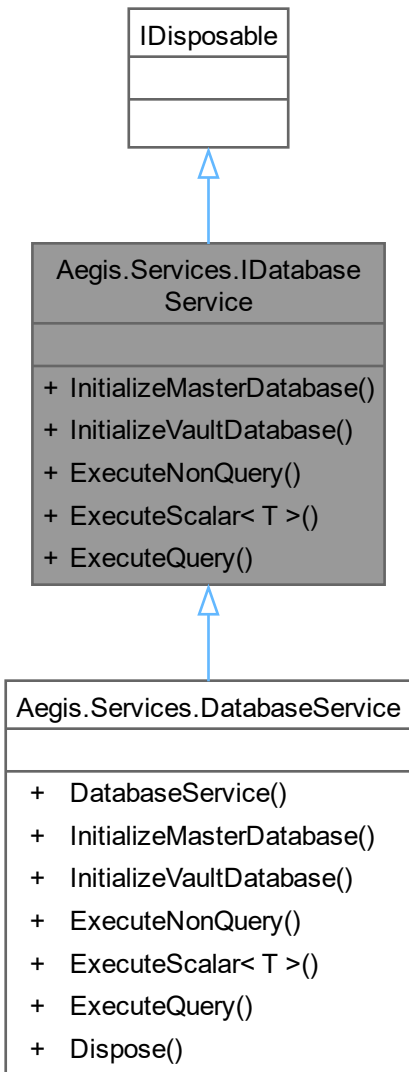 IDisposable
Aegis.Services.IDatabase
Service
+ InitializeMasterDatabase()
+ InitializeVaultDatabase()
+ ExecuteNonQuery()
+ ExecuteScalar< T >()
+ ExecuteQuery()
Aegis.Services.DatabaseService
+ DatabaseService()
+ InitializeMasterDatabase()
+ InitializeVaultDatabase()
+ ExecuteNonQuery()
+ ExecuteScalar< T >()
+ ExecuteQuery()
+ Dispose()